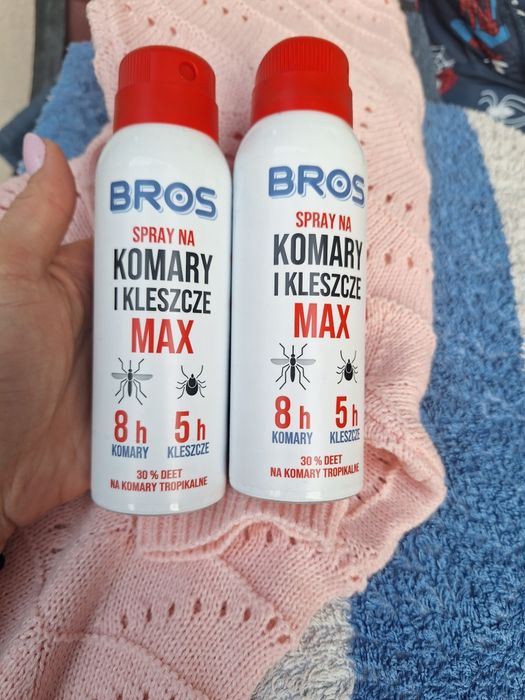 BROS
SPRAY NA
KOMARY
I KLESZCZE
MAX
8 h
KOMARY
5 h
KLESZCZE
30 % DEET
NA KOMARY TROPIKALNE
BROS
SPRAY NA
KOMARY
I KLESZCZE
MAX
8 h
KOMARY
5 h
KLESZCZE
30 % DEET
NA KOMARY TROPIKALNE